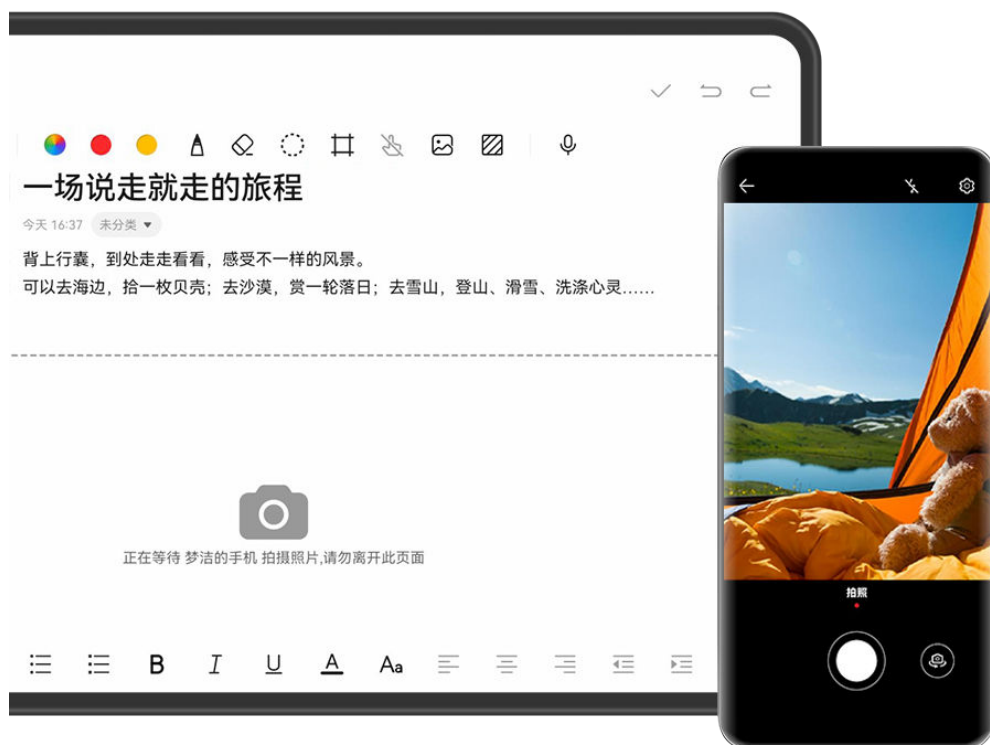 一场说走就走的旅程
今天 16:37 未分类
背上行囊，到处走走看看，感受不一样的风景。
可以去海边，拾一枚贝壳；去沙漠，赏一轮落日；去雪山，登山、滑雪、洗涤心灵……
正在等待 梦洁的手机 拍摄照片,请勿离开此页面
B I U A Aa
拍照